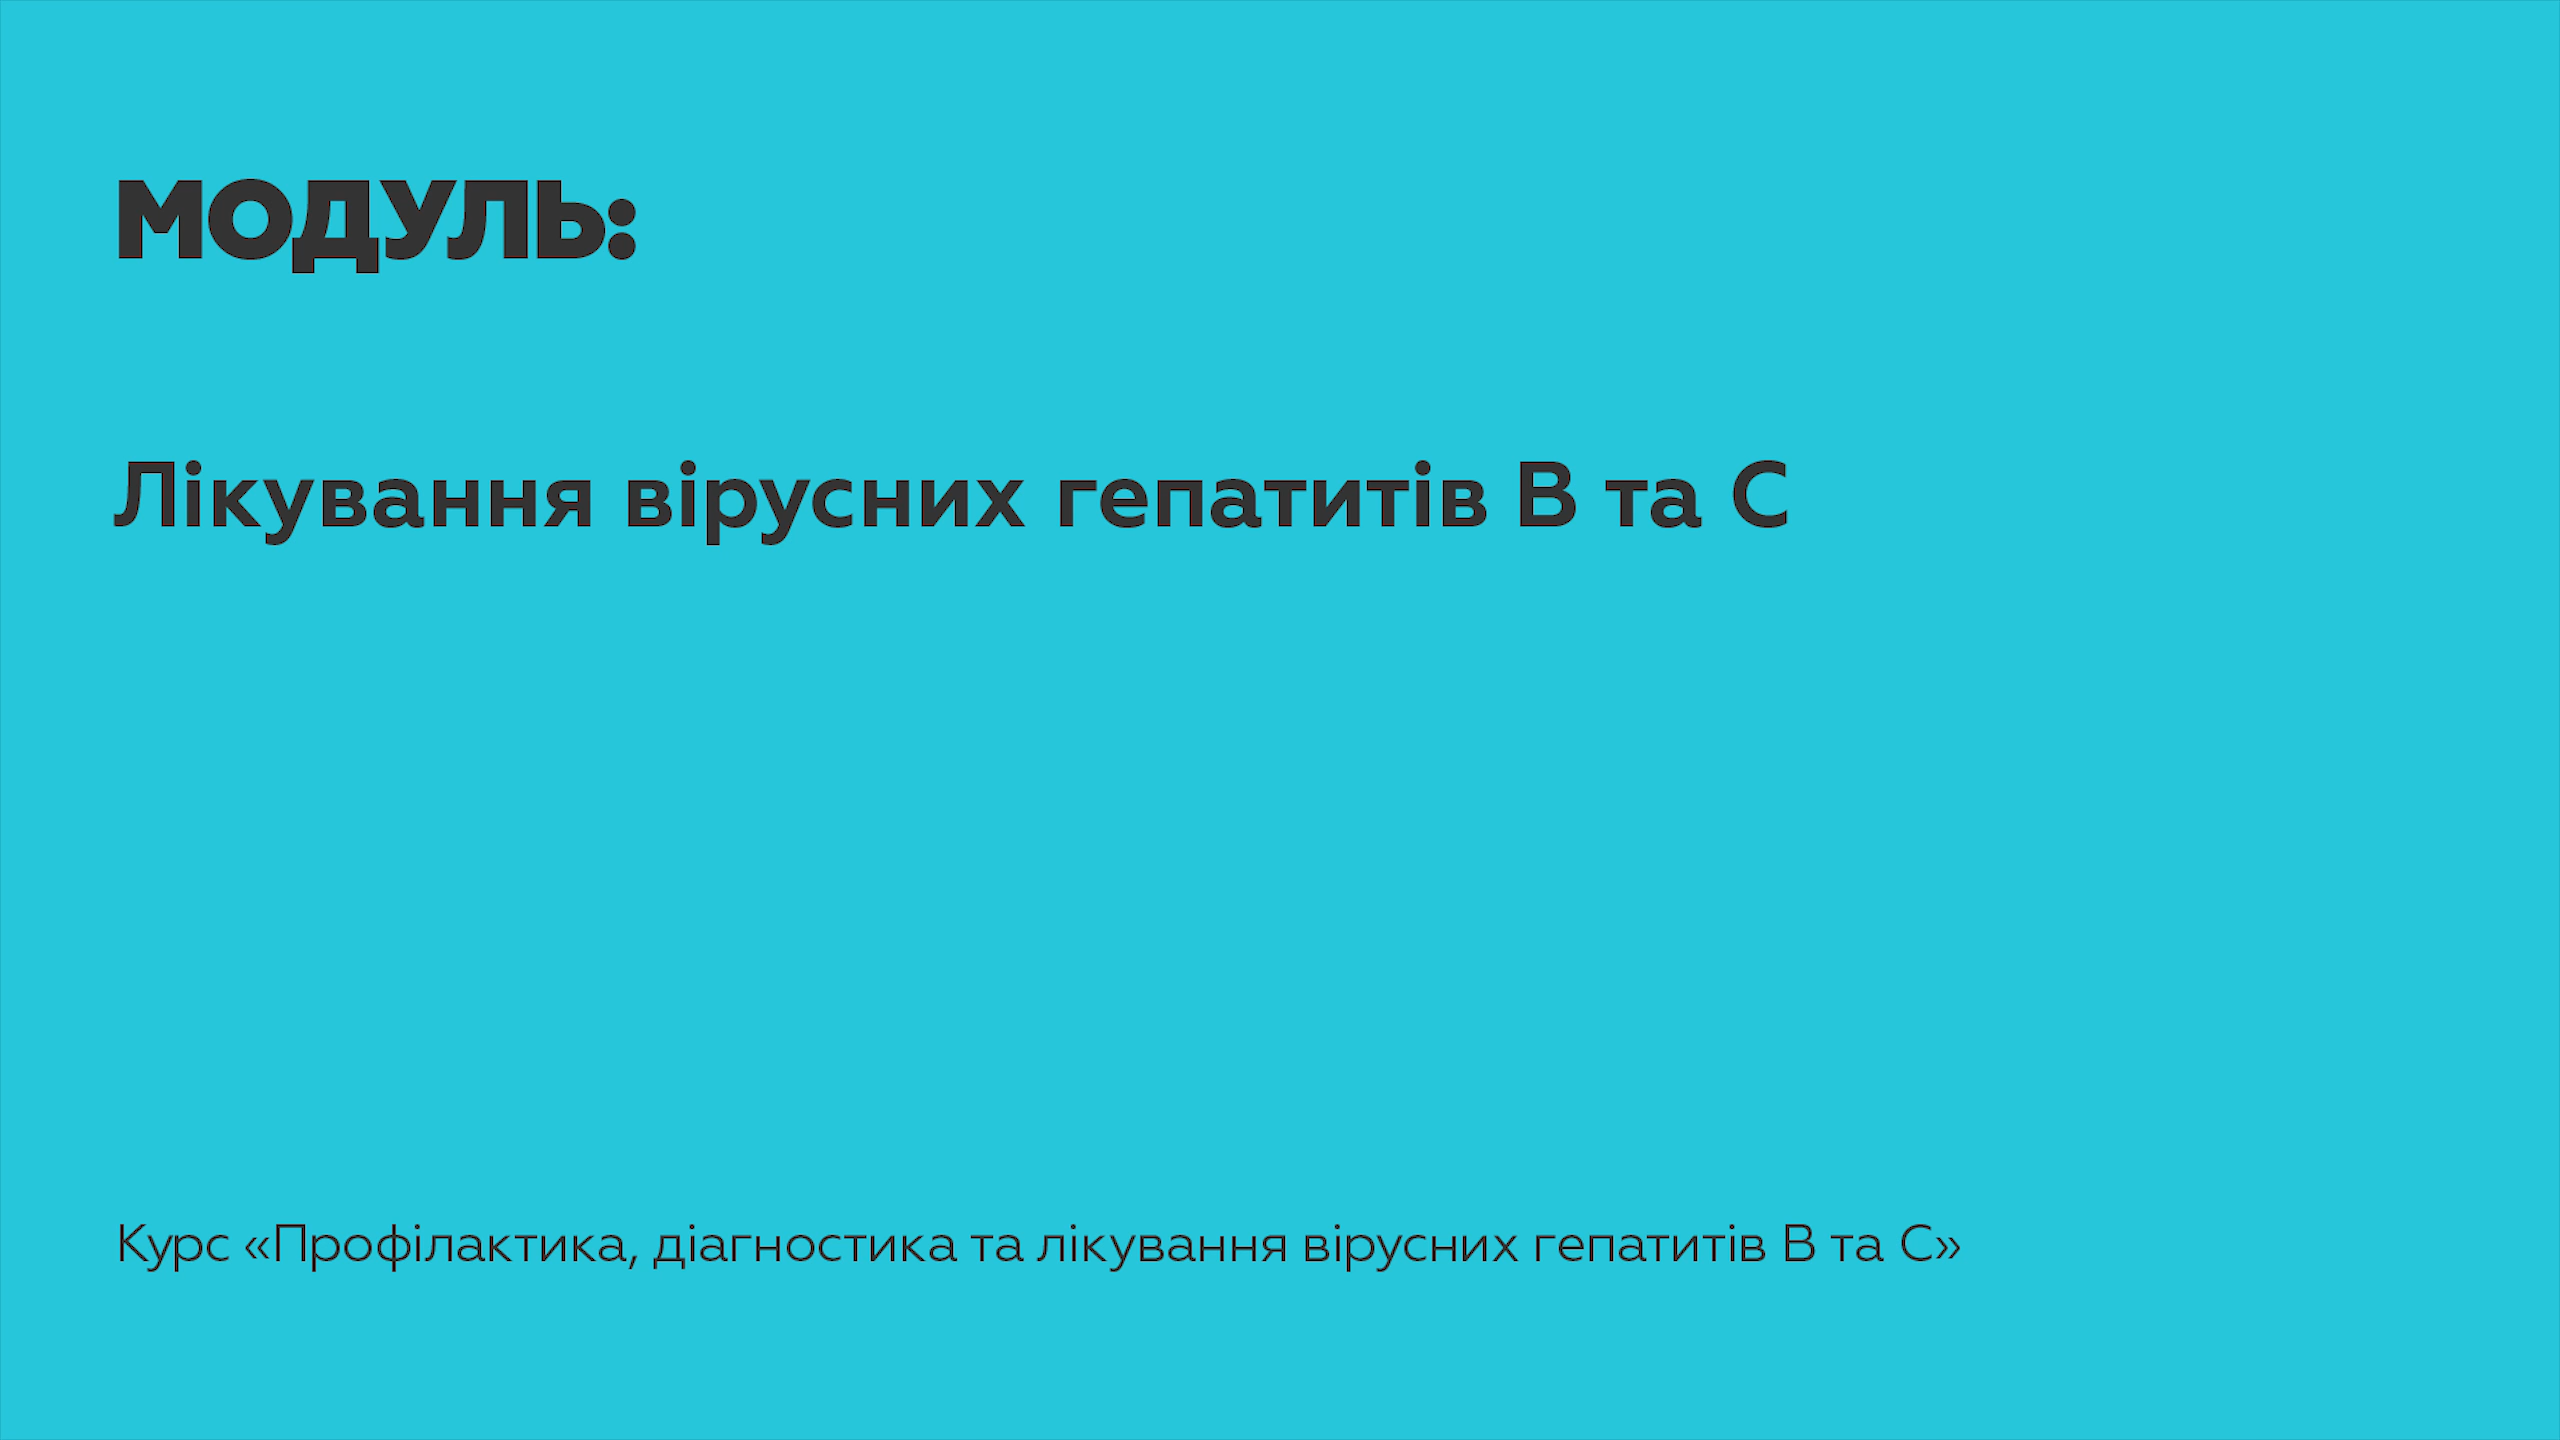 МОДУЛЬ:
Лікування вірусних гепатитів В та С
Курс «Профілактика, діагностика та лікування вірусних гепатитів В та С»